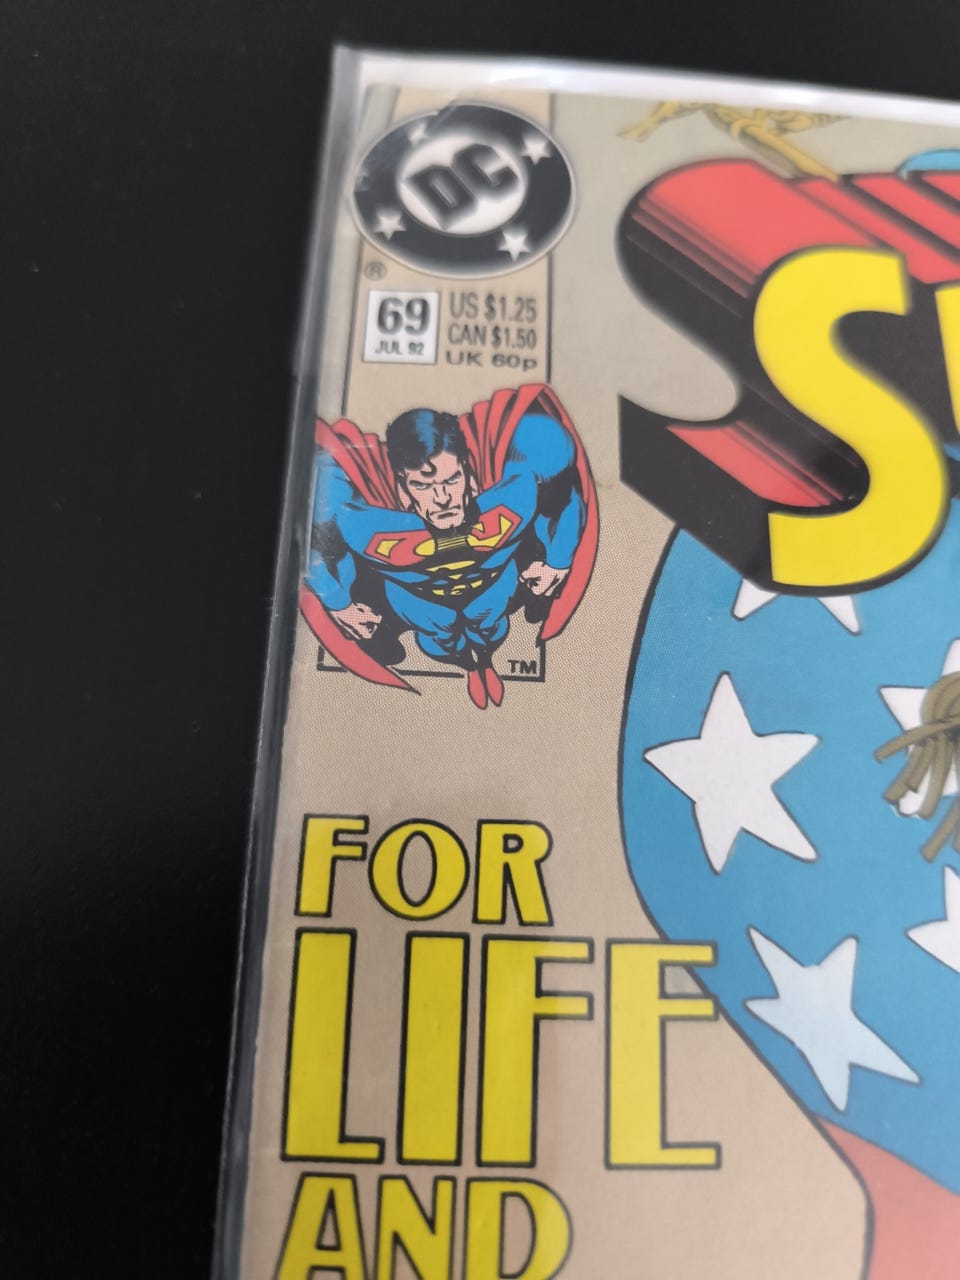 DC
®
69
JUL 92
US $1.25
CAN $1.50
UK 60p
S
TM
FOR
LIFE
AND